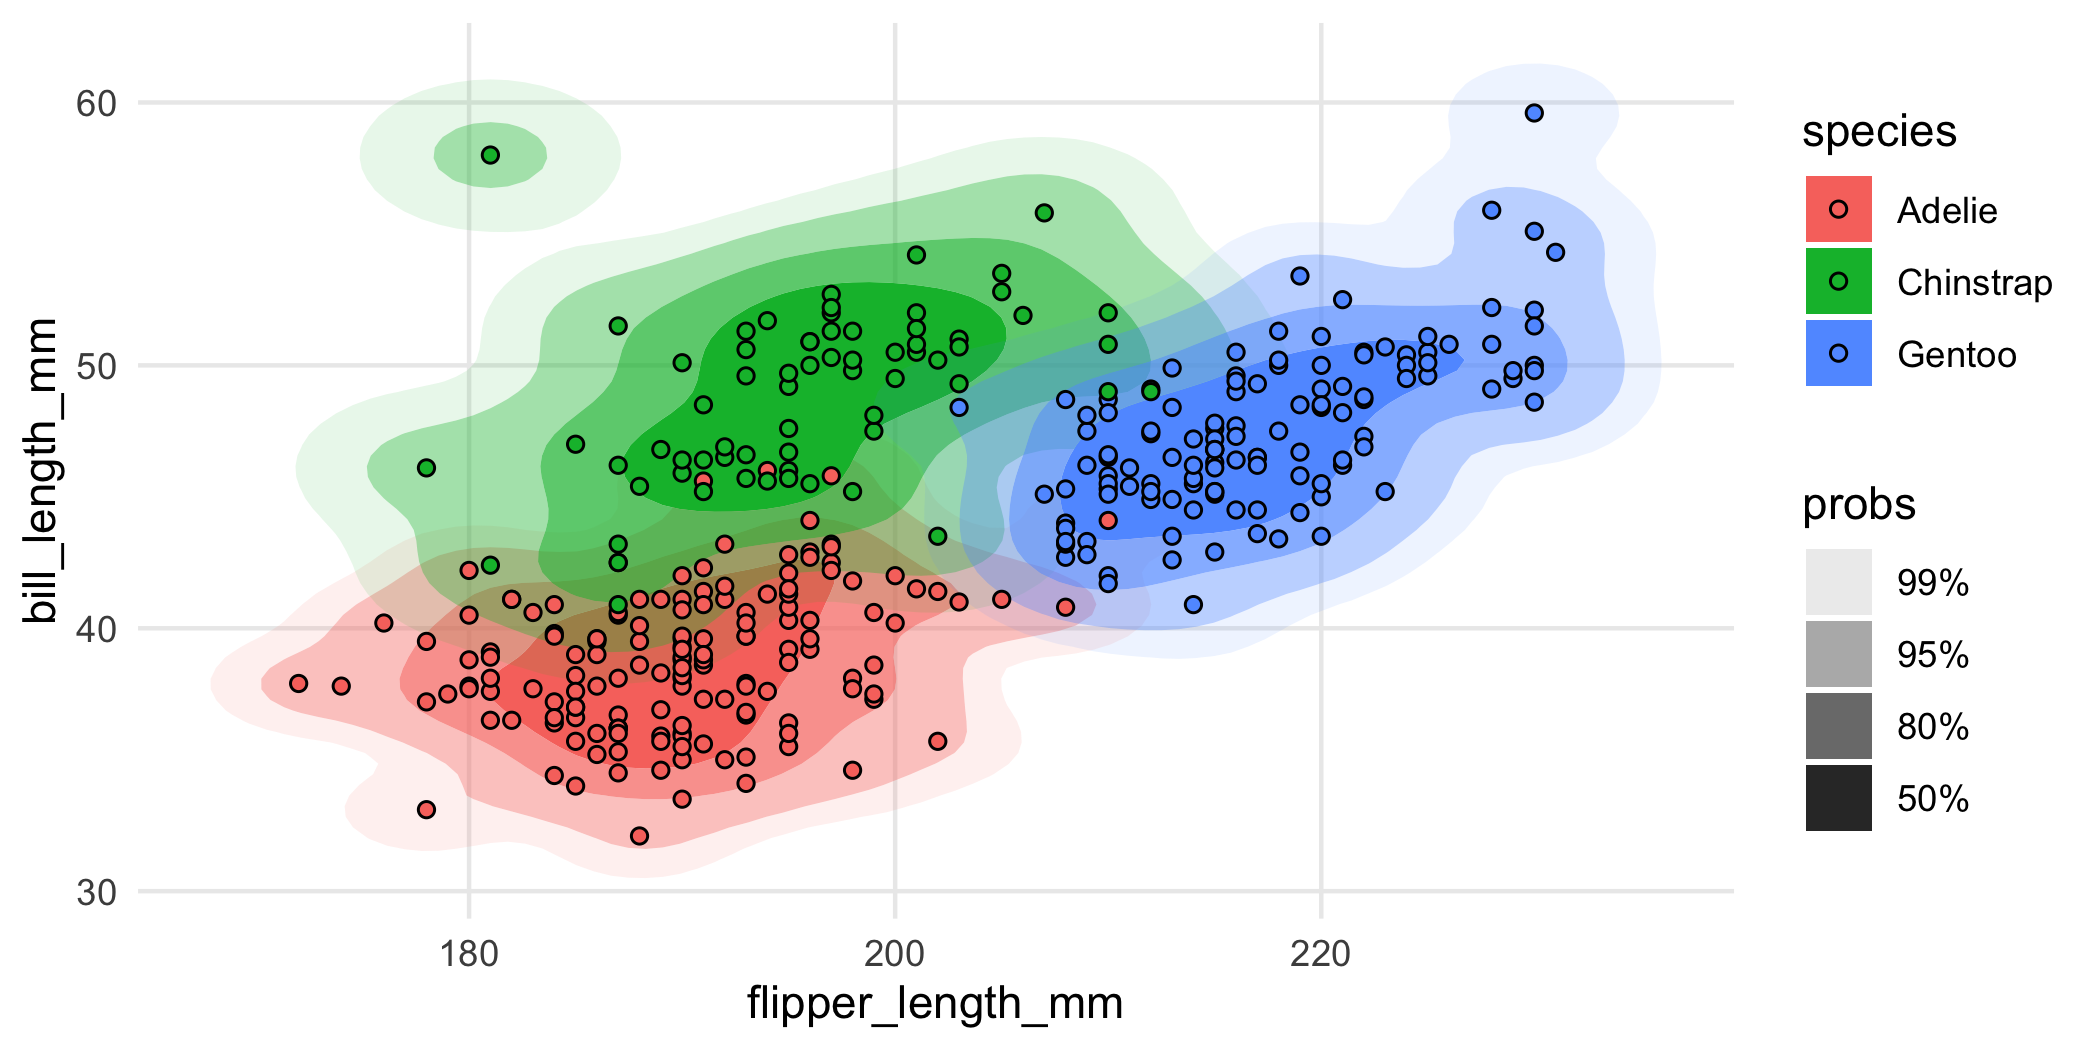 60
50
40
30
bill_length_mm
180
200
220
flipper_length_mm
species
Adelie
Chinstrap
Gentoo
probs
99%
95%
80%
50%